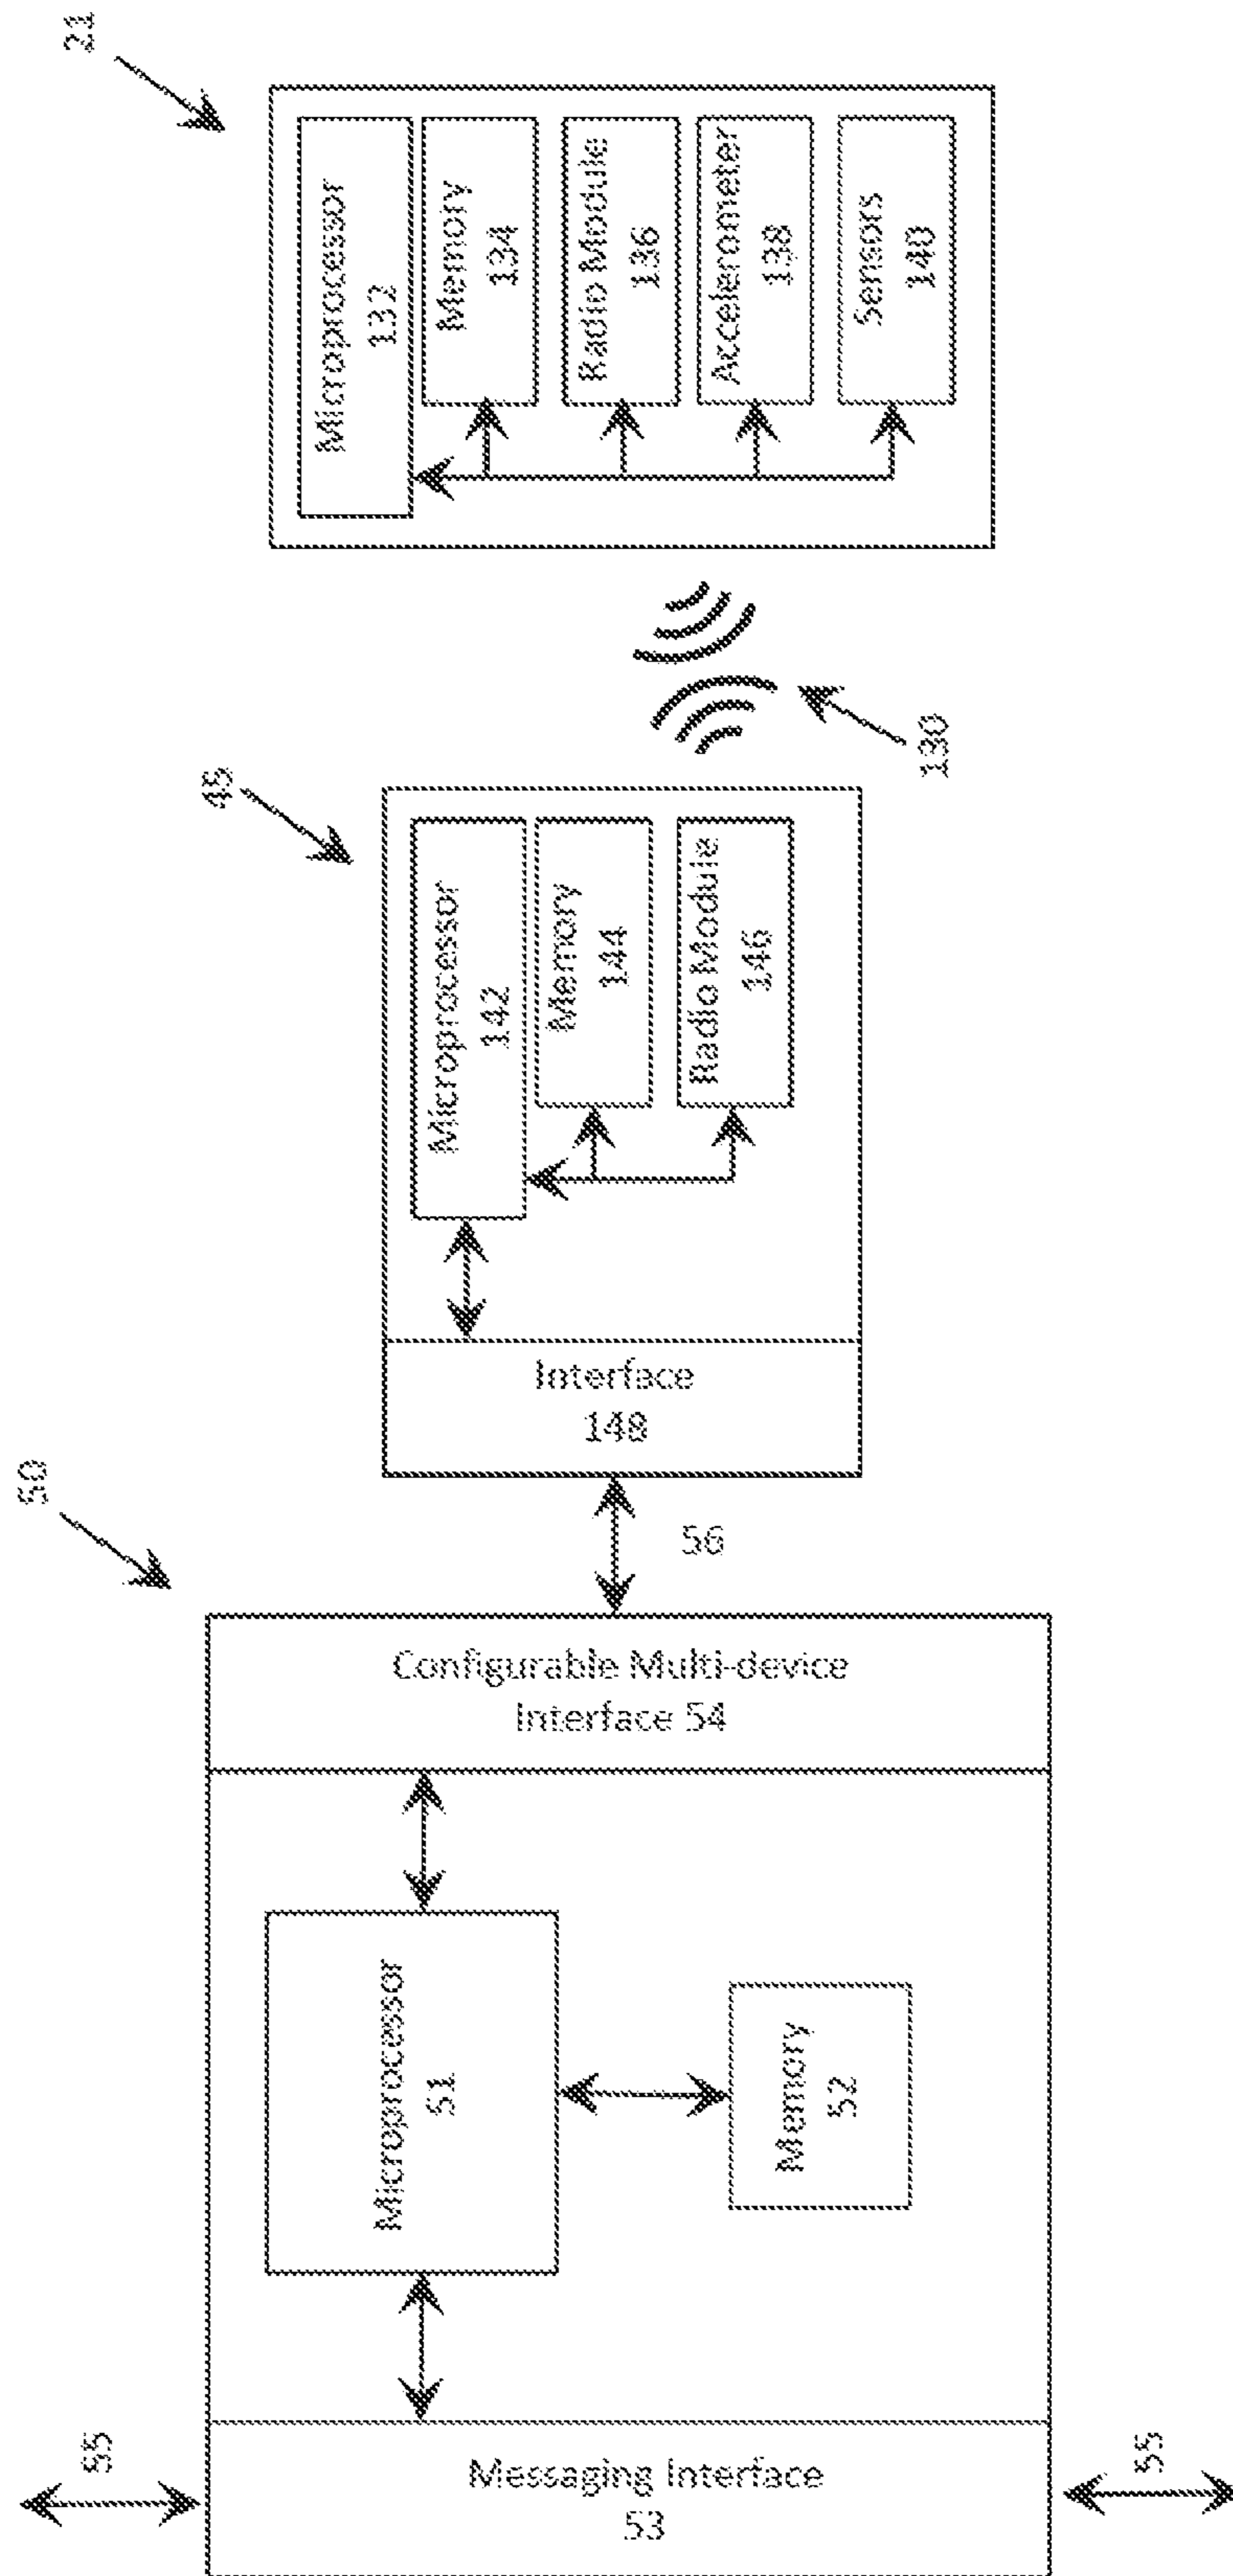 21
Microprocessor
132
Memory
134
Radio Module
136
Accelerometer
138
Sensors
140
130
45
Microprocessor
142
Memory
144
Radio Module
146
Interface
148
56
50
Configurable Multi-device
Interface 54
Microprocessor
51
Memory
52
Messaging Interface
53
55
55